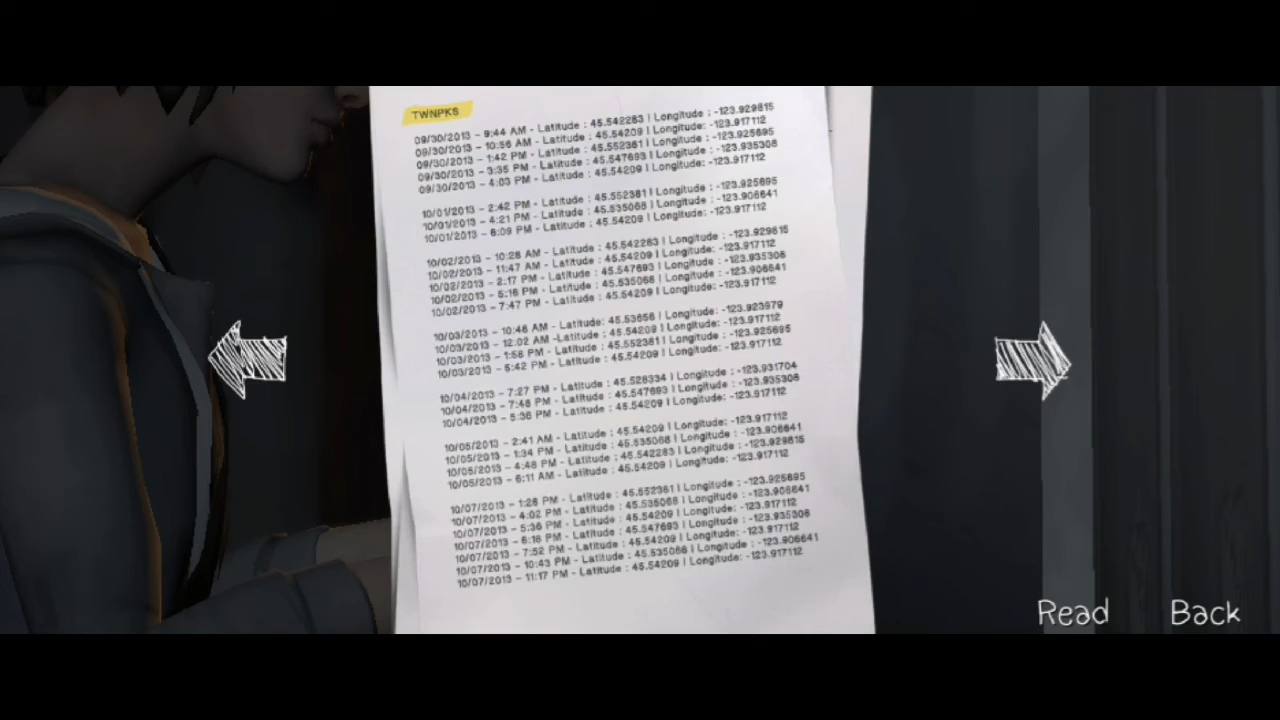 TWNPKS
09/30/2013 - 9:44 AM - Latitude : 45.542263 | Longitude : -123.929815
09/30/2013 - 10:56 AM - Latitude : 45.54209 | Longitude: -123.917112
09/30/2013 - 1:42 PM - Latitude : 45.552361 | Longitude : -123.925695
09/30/2013 - 3:35 PM - Latitude : 45.547693 | Longitude : -123.935308
09/30/2013 - 4:03 PM - Latitude : 45.54209 | Longitude: -123.917112
10/01/2013 - 2:42 PM - Latitude : 45.552361 | Longitude : -123.925695
10/01/2013 - 4:21 PM - Latitude : 45.535068 | Longitude : -123.906641
10/01/2013 - 6:09 PM - Latitude : 45.54209 | Longitude: -123.917112
10/02/2013 - 10:28 AM - Latitude : 45.542263 | Longitude : -123.929815
10/02/2013 - 11:47 AM - Latitude : 45.54209 | Longitude: -123.917112
10/02/2013 - 2:17 PM - Latitude : 45.547693 | Longitude : -123.935308
10/02/2013 - 5:16 PM - Latitude : 45.535068 | Longitude : -123.906641
10/02/2013 - 7:47 PM - Latitude : 45.54209 | Longitude: -123.917112
10/03/2013 - 10:46 AM - Latitude: 45.53656 | Longitude: -123.923979
10/03/2013 - 12:02 AM -Latitude : 45.54209 | Longitude: -123.917112
10/03/2013 - 1:58 PM - Latitude : 45.552361 | Longitude : -123.925695
10/03/2013 - 5:42 PM - Latitude : 45.54209 | Longitude: -123.917112
10/04/2013 - 7:27 PM - Latitude : 45.528334 | Longitude : -123.931704
10/04/2013 - 7:48 PM - Latitude : 45.547693 | Longitude : -123.935308
10/04/2013 - 5:36 PM - Latitude : 45.54209 | Longitude: -123.917112
10/05/2013 - 2:41 AM - Latitude : 45.54209 | Longitude: -123.917112
10/05/2013 - 1:34 PM - Latitude : 45.535068 | Longitude : -123.906641
10/05/2013 - 4:48 PM - Latitude : 45.542263 | Longitude : -123.929815
10/05/2013 - 6:11 AM - Latitude : 45.54209 | Longitude: -123.917112
10/07/2013 - 1:28 PM - Latitude : 45.552361 | Longitude : -123.925695
10/07/2013 - 4:02 PM - Latitude : 45.535068 | Longitude : -123.906641
10/07/2013 - 5:36 PM - Latitude : 45.54209 | Longitude: -123.917112
10/07/2013 - 6:16 PM - Latitude : 45.547693 | Longitude : -123.935308
10/07/2013 - 7:52 PM - Latitude : 45.54209 | Longitude: -123.917112
10/07/2013 - 10:43 PM - Latitude : 45.535068 | Longitude : -123.906641
10/07/2013 - 11:17 PM - Latitude : 45.54209 | Longitude: -123.917112
Read Back